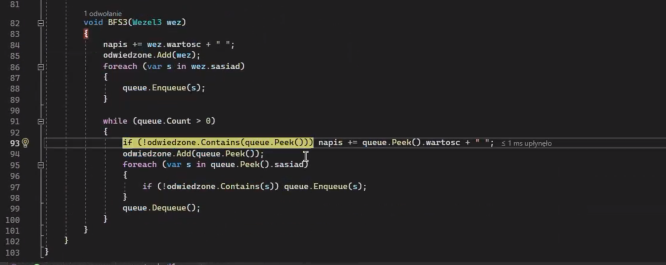 81
1 odwołanie
82 void BFS3(Wezel3 wez)
83 {
84 napis += wez.wartosc + " ";
85 odwiedzone.Add(wez);
86 foreach (var s in wez.sasiad)
87 {
88 queue.Enqueue(s);
89 }
90
91 while (queue.Count > 0)
92 {
93 if (!odwiedzone.Contains(queue.Peek())) napis += queue.Peek().wartosc + " "; ≤ 1 ms upłynęło
94 odwiedzone.Add(queue.Peek());
95 foreach (var s in queue.Peek().sasiad)
96 {
97 if (!odwiedzone.Contains(s)) queue.Enqueue(s);
98 }
99 queue.Dequeue();
100 }
101 }
102 }
103 }